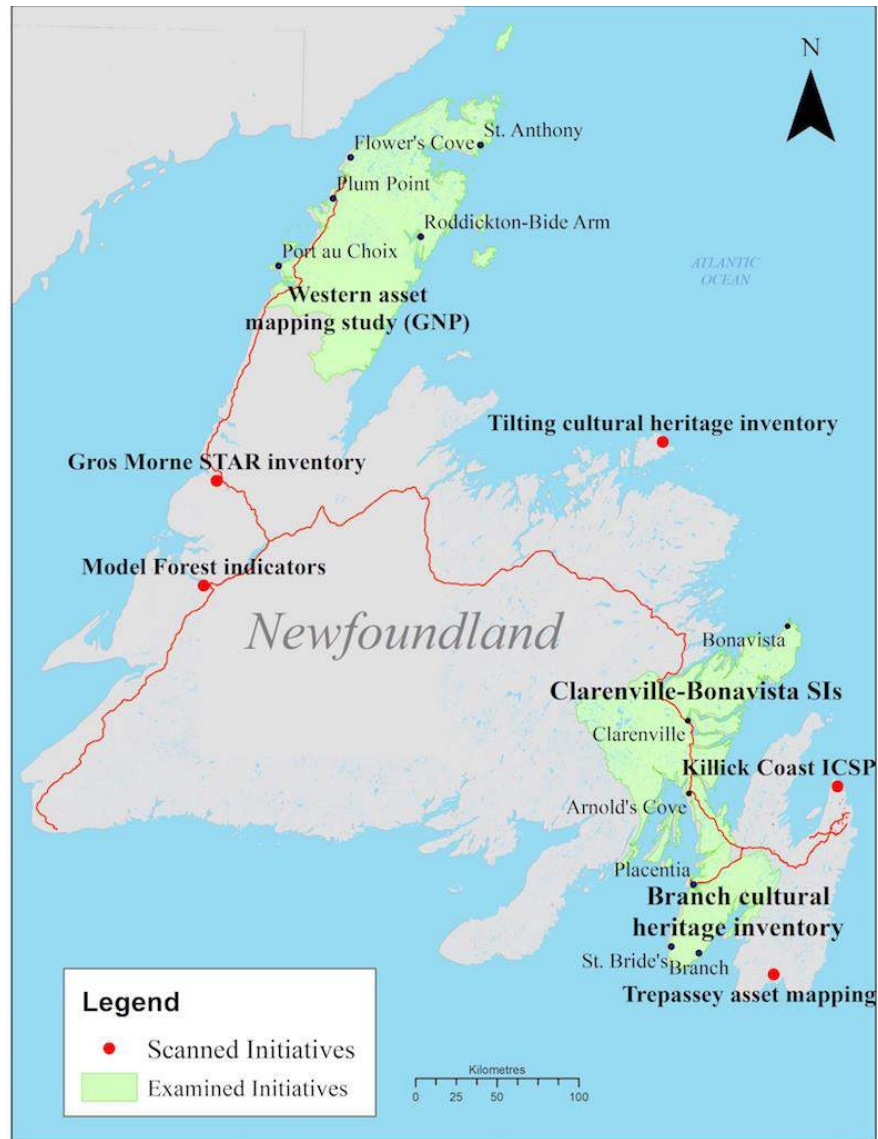 N
St. Anthony
Flower's Cove
Plum Point
Roddickton-Bide Arm
Port au Choix
ATLANTIC
OCEAN
Western asset
mapping study (GNP)
Tilting cultural heritage inventory
Gros Morne STAR inventory
Model Forest indicators
Newfoundland
Bonavista
Clarenville-Bonavista SIs
Clarenville
Killick Coast ICSP
Arnold's Cove
Placentia
Branch cultural
heritage inventory
St. Bride's
Branch
Trepassey asset mapping
Legend
Scanned Initiatives
Examined Initiatives
Kilometres
0 25 50 100